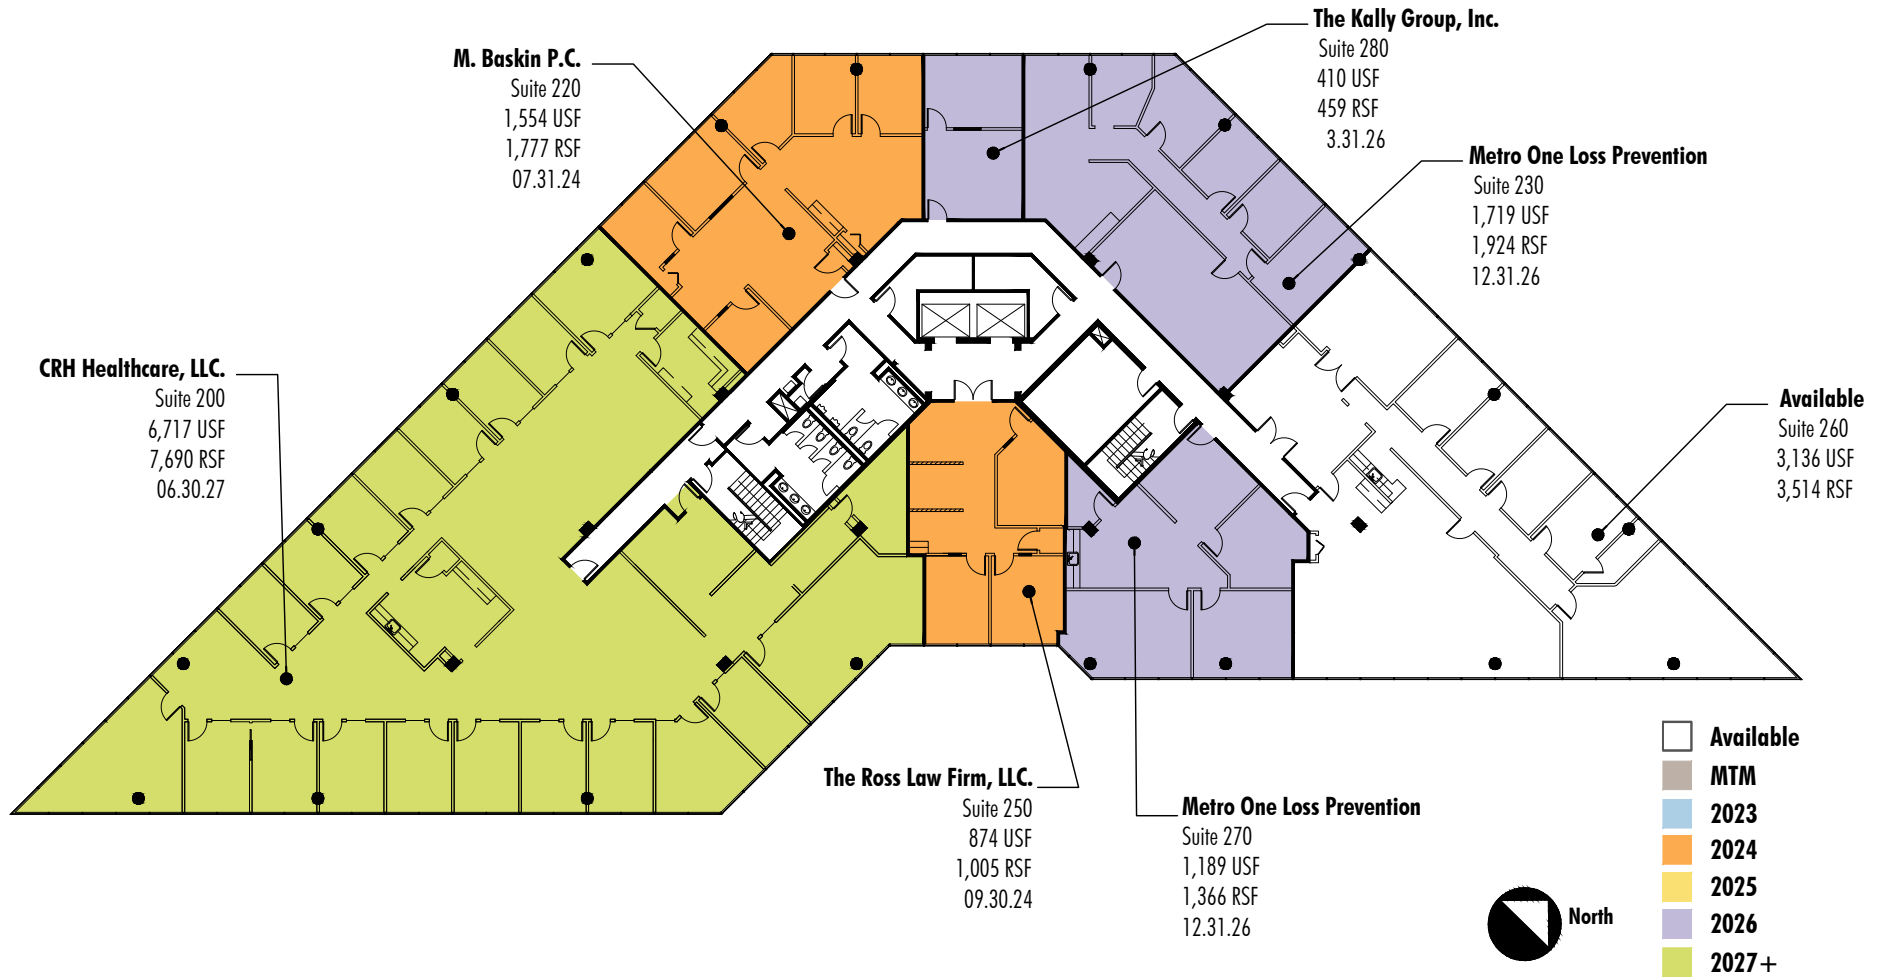 The Kally Group, Inc.
Suite 280
410 USF
459 RSF
3.31.26
M. Baskin P.C.
Suite 220
1,554 USF
1,777 RSF
07.31.24
Metro One Loss Prevention
Suite 230
1,719 USF
1,924 RSF
12.31.26
CRH Healthcare, LLC.
Suite 200
6,717 USF
7,690 RSF
06.30.27
Available
Suite 260
3,136 USF
3,514 RSF
The Ross Law Firm, LLC.
Suite 250
874 USF
1,005 RSF
09.30.24
Metro One Loss Prevention
Suite 270
1,189 USF
1,366 RSF
12.31.26
North
Available
MTM
2023
2024
2025
2026
2027+